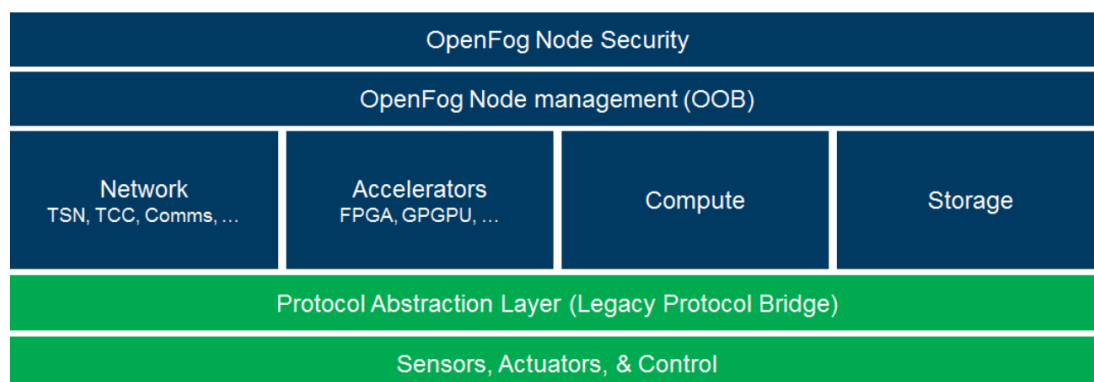 OpenFog Node Security
OpenFog Node management (OOB)
Network
TSN, TCC, Comms, ...
Accelerators
FPGA, GPGPU, ...
Compute
Storage
Protocol Abstraction Layer (Legacy Protocol Bridge)
Sensors, Actuators, & Control